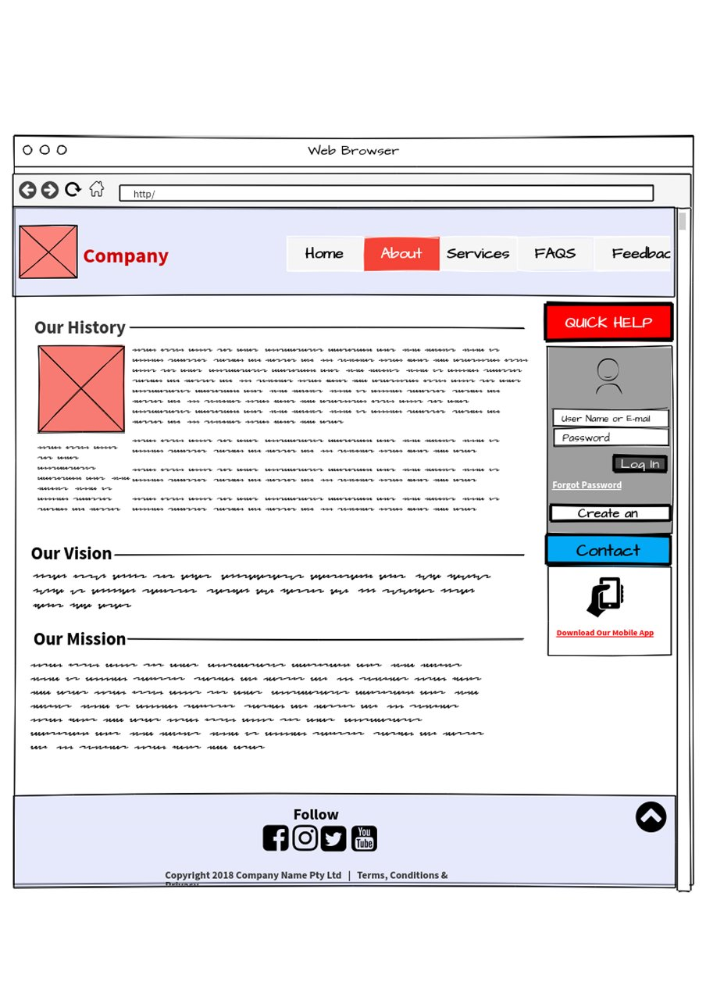 Web Browser
http/
Company
Home About Services FAQS Feedbac
Our History
QUICK HELP
User Name or E-mail
Password
Log In
Forgot Password
Create an
Contact
Download Our Mobile App
Our Vision
Our Mission
Follow
You
Tube
Copyright 2018 Company Name Pty Ltd | Terms, Conditions &
Privacy